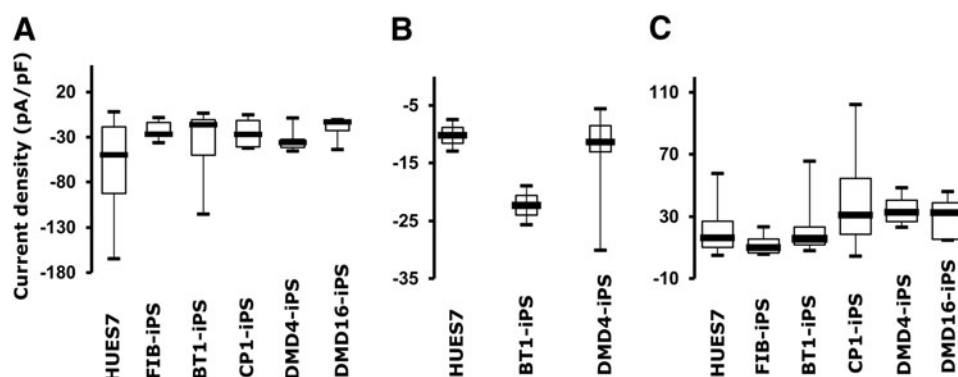 A
B
C
Current density (pA/pF)
20
-30
-80
-130
-180
HUES7
FIB-iPS
BT1-iPS
CP1-iPS
DMD4-iPS
DMD16-iPS
-5
-15
-25
-35
HUES7
BT1-iPS
DMD4-iPS
110
70
30
-10
HUES7
FIB-iPS
BT1-iPS
CP1-iPS
DMD4-iPS
DMD16-iPS